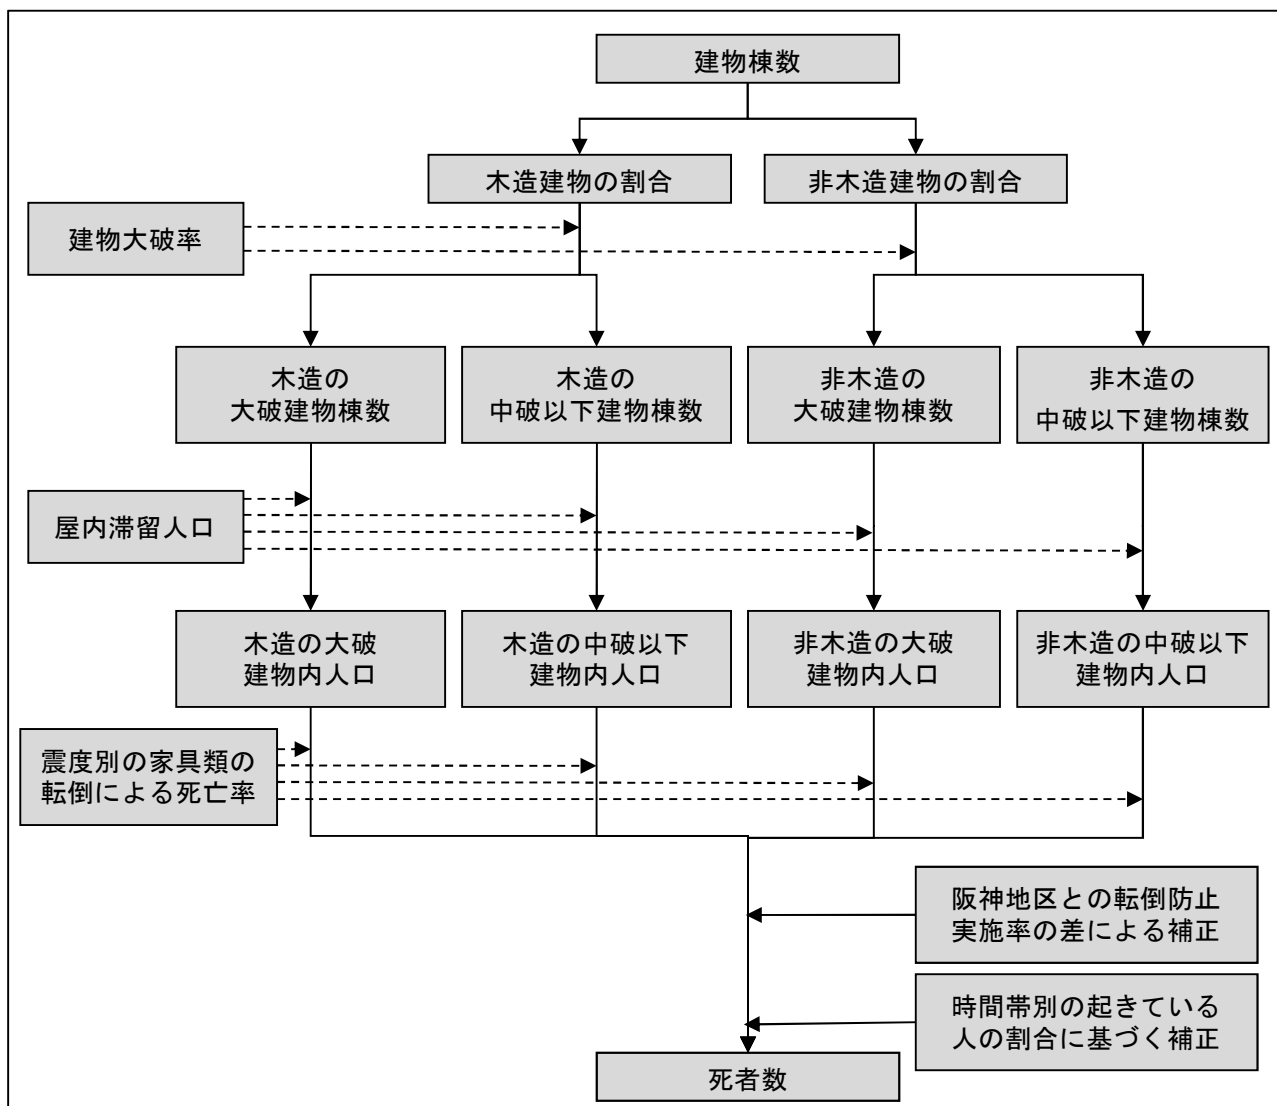 建物棟数
木造建物の割合
非木造建物の割合
建物大破率
木造の
大破建物棟数
木造の
中破以下建物棟数
非木造の
大破建物棟数
非木造の
中破以下建物棟数
屋内滞留人口
木造の大破
建物内人口
木造の中破以下
建物内人口
非木造の大破
建物内人口
非木造の中破以下
建物内人口
震度別の家具類の
転倒による死亡率
阪神地区との転倒防止
実施率の差による補正
時間帯別の起きている
人の割合に基づく補正
死者数